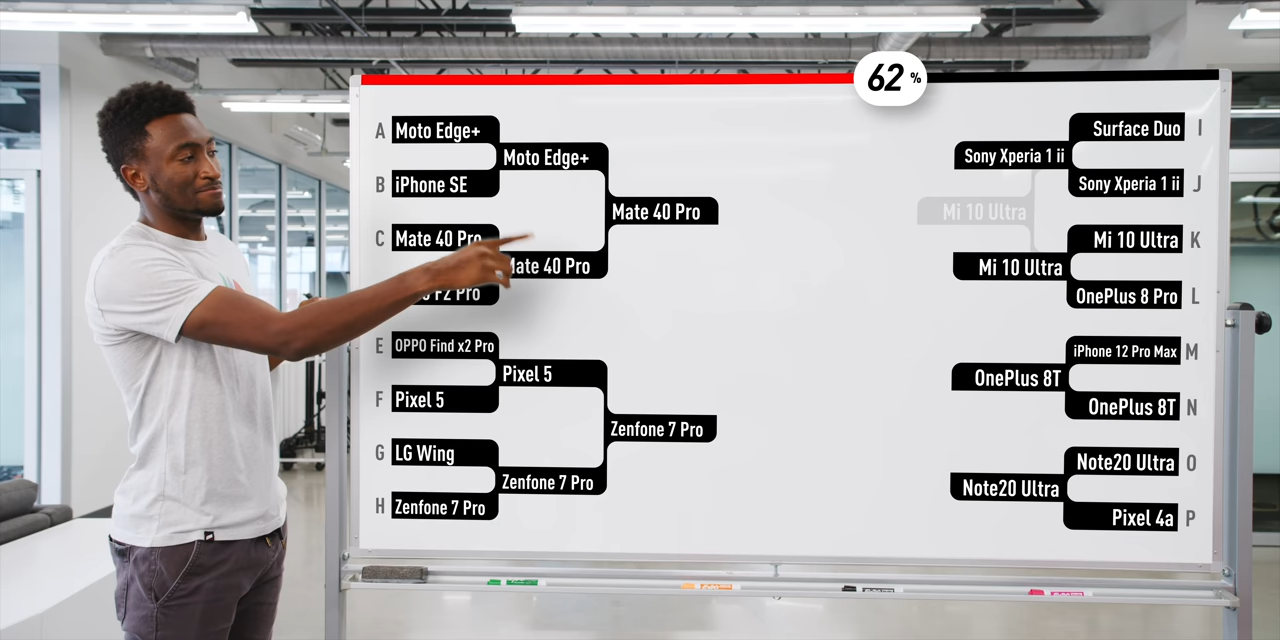 62 %
A Moto Edge+
B iPhone SE
Moto Edge+
C Mate 40 Pro
F2 Pro
Mate 40 Pro
Mate 40 Pro
E OPPO Find x2 Pro
F Pixel 5
Pixel 5
G LG Wing
H Zenfone 7 Pro
Zenfone 7 Pro
Zenfone 7 Pro
Surface Duo I
Sony Xperia 1 ii
Sony Xperia 1 ii J
Mi 10 Ultra
Mi 10 Ultra K
Mi 10 Ultra
OnePlus 8 Pro L
iPhone 12 Pro Max M
OnePlus 8T
OnePlus 8T N
Note20 Ultra O
Note20 Ultra
Pixel 4a P